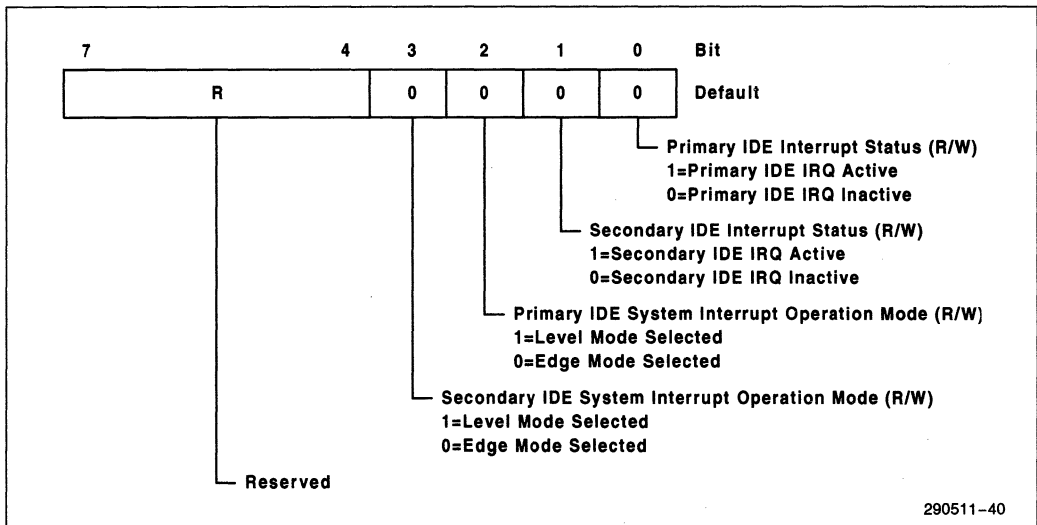 7 4 3 2 1 0 Bit
R 0 0 0 0 Default
Primary IDE Interrupt Status (R/W)
1=Primary IDE IRQ Active
0=Primary IDE IRQ Inactive
Secondary IDE Interrupt Status (R/W)
1=Secondary IDE IRQ Active
0=Secondary IDE IRQ Inactive
Primary IDE System Interrupt Operation Mode (R/W)
1=Level Mode Selected
0=Edge Mode Selected
Secondary IDE System Interrupt Operation Mode (R/W)
1=Level Mode Selected
0=Edge Mode Selected
Reserved
290511-40